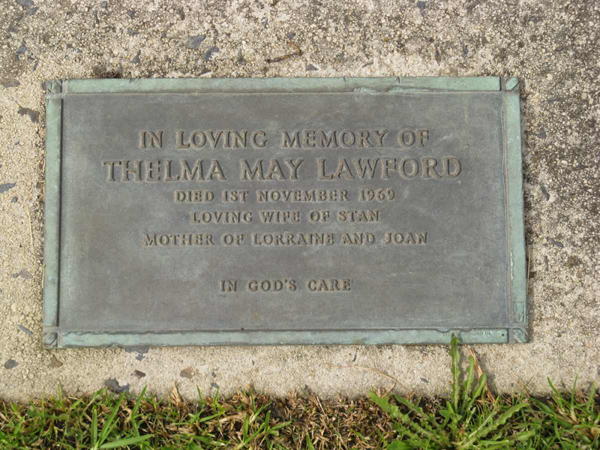 IN LOVING MEMORY OF
THELMA MAY LAWFORD
DIED 1ST NOVEMBER 1969
LOVING WIFE OF STAN
MOTHER OF LORRAINE AND JOAN
IN GOD'S CARE